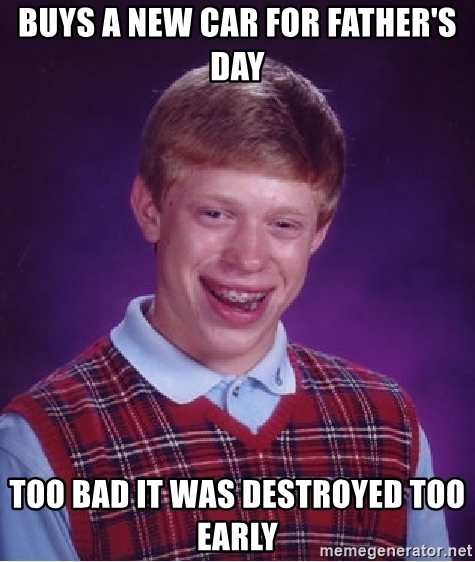 BUYS A NEW CAR FOR FATHER'S
DAY
TOO BAD IT WAS DESTROYED TOO
EARLY
memegenerator.net